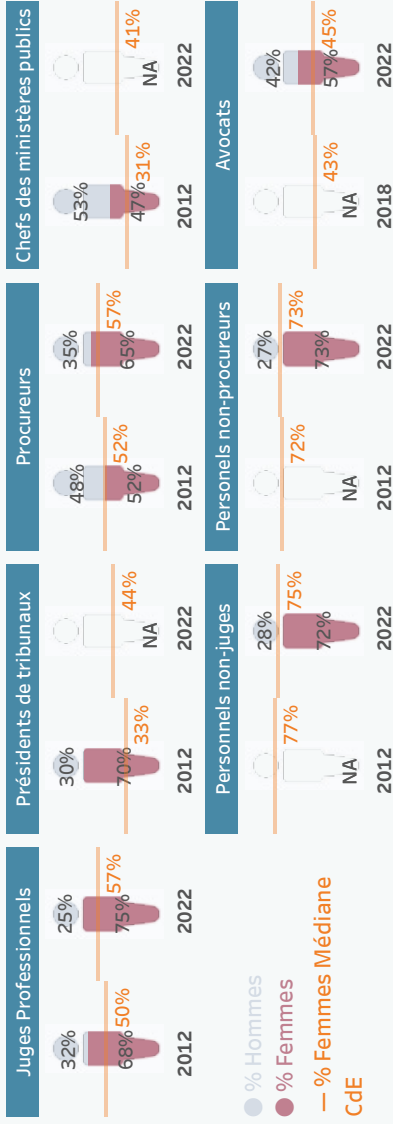 Juges Professionnels
32%
68%
50%
2012
25%
75%
57%
2022
Présidents de tribunaux
30%
70%
33%
2012
NA
44%
2022
Procureurs
48%
52%
52%
2012
35%
65%
57%
2022
Chefs des ministères publics
53%
47%
31%
2012
NA
41%
2022
% Hommes
% Femmes
% Femmes Médiane
CdE
Personnels non-juges
NA
77%
2012
28%
72%
75%
2022
Personels non-procureurs
NA
72%
2012
27%
73%
73%
2022
Avocats
NA
43%
2018
42%
57%
45%
2022